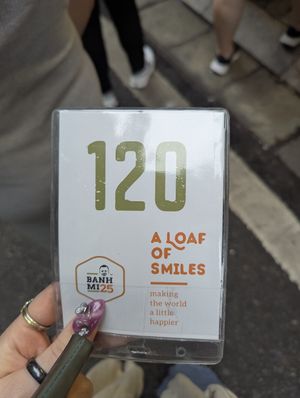 120
A LOAF
OF
SMILES
BANH
MI25
making
the world
a little
happier